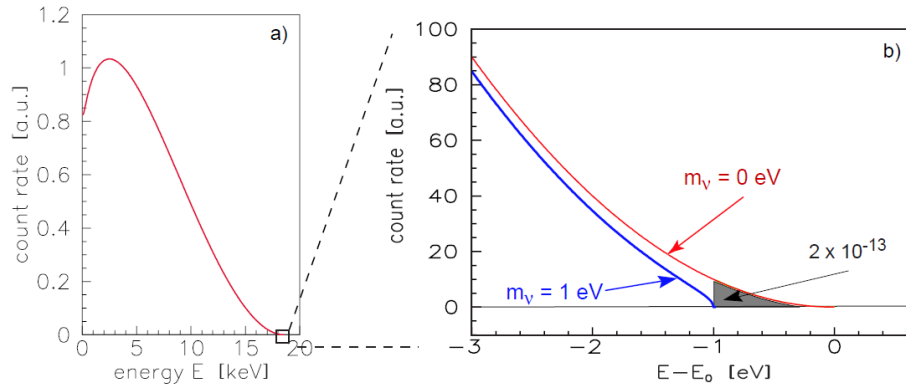 a)
count rate [a.u.]
1.2
1
0.8
0.6
0.4
0.2
0
0 5 10 15 20
energy E [keV]
b)
count rate [a.u.]
100
80
60
40
20
0
mν = 0 eV
2 x 10-13
mν = 1 eV
−3 −2 −1 0
E−E0 [eV]